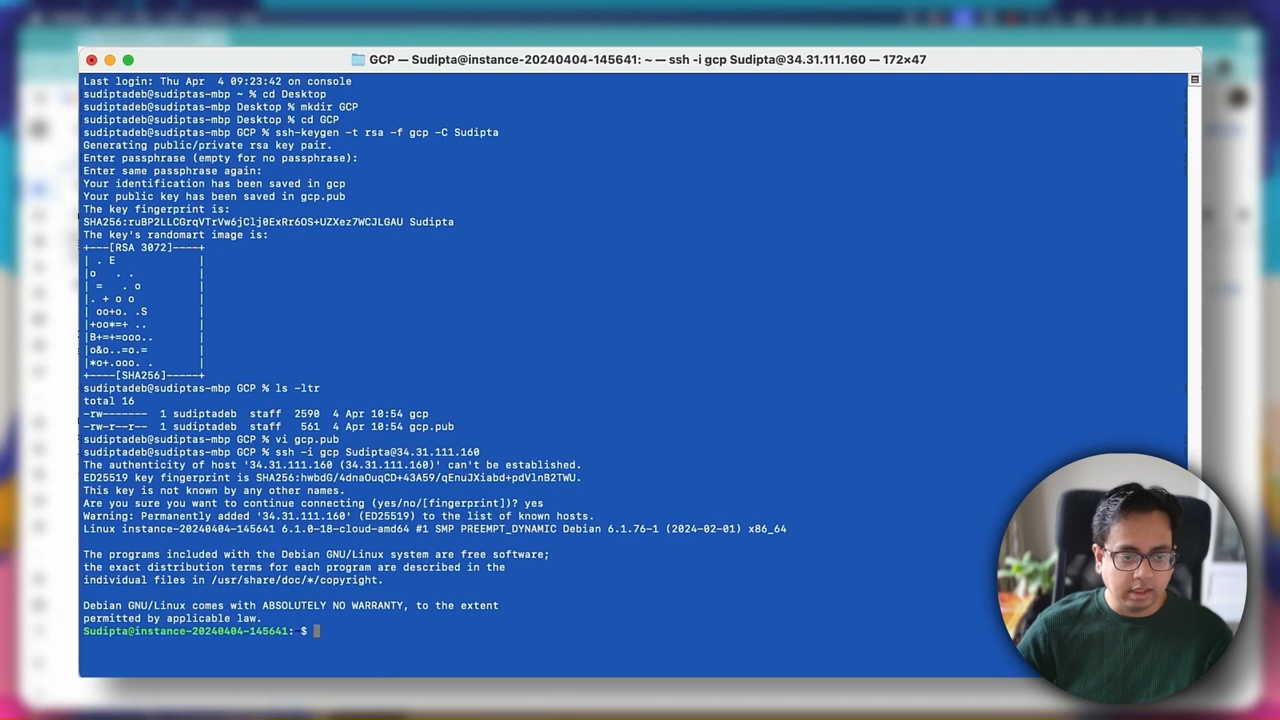 GCP — Sudipta@instance-20240404-145641: ~ — ssh -i gcp Sudipta@34.31.111.160 — 172×47
Last login: Thu Apr  4 09:23:42 on console
sudiptadeb@sudiptas-mbp ~ % cd Desktop
sudiptadeb@sudiptas-mbp Desktop % mkdir GCP
sudiptadeb@sudiptas-mbp Desktop % cd GCP
sudiptadeb@sudiptas-mbp GCP % ssh-keygen -t rsa -f gcp -C Sudipta
Generating public/private rsa key pair.
Enter passphrase (empty for no passphrase):
Enter same passphrase again:
Your identification has been saved in gcp
Your public key has been saved in gcp.pub
The key fingerprint is:
SHA256:ruBP2LLCGrqVTrVw6jClj0ExRr6OS+UZXez7WCJLGAU Sudipta
The key's randomart image is:
+---[RSA 3072]----+
| . E             |
|o   . .          |
| =   . o         |
|. + o o          |
| oo+o. .S        |
|+oo*=+ ..        |
|B+=+=ooo..       |
|o&o..=o.=        |
|*o+.ooo. .       |
+----[SHA256]-----+
sudiptadeb@sudiptas-mbp GCP % ls -ltr
total 16
-rw-------  1 sudiptadeb  staff  2590  4 Apr 10:54 gcp
-rw-r--r--  1 sudiptadeb  staff   561  4 Apr 10:54 gcp.pub
sudiptadeb@sudiptas-mbp GCP % vi gcp.pub
sudiptadeb@sudiptas-mbp GCP % ssh -i gcp Sudipta@34.31.111.160
The authenticity of host '34.31.111.160 (34.31.111.160)' can't be established.
ED25519 key fingerprint is SHA256:hwbdG/4dnaOuqCD+43A59/qEnuJXiabd+pdVlnB2TWU.
This key is not known by any other names.
Are you sure you want to continue connecting (yes/no/[fingerprint])? yes
Warning: Permanently added '34.31.111.160' (ED25519) to the list of known hosts.
Linux instance-20240404-145641 6.1.0-18-cloud-amd64 #1 SMP PREEMPT_DYNAMIC Debian 6.1.76-1 (2024-02-01) x86_64
The programs included with the Debian GNU/Linux system are free software;
the exact distribution terms for each program are described in the
individual files in /usr/share/doc/*/copyright.
Debian GNU/Linux comes with ABSOLUTELY NO WARRANTY, to the extent
permitted by applicable law.
Sudipta@instance-20240404-145641:~$